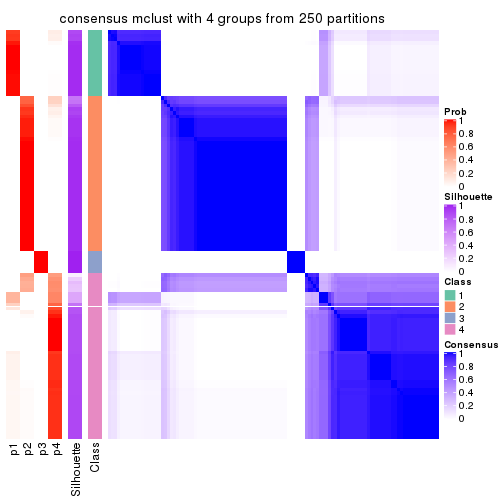 consensus mclust with 4 groups from 250 partitions
Prob
1
0.8
0.6
0.4
0.2
0
Silhouette
1
0.8
0.6
0.4
0.2
0
Class
1
2
3
4
Consensus
1
0.8
0.6
0.4
0.2
0
p1
p2
p3
p4
Silhouette
Class